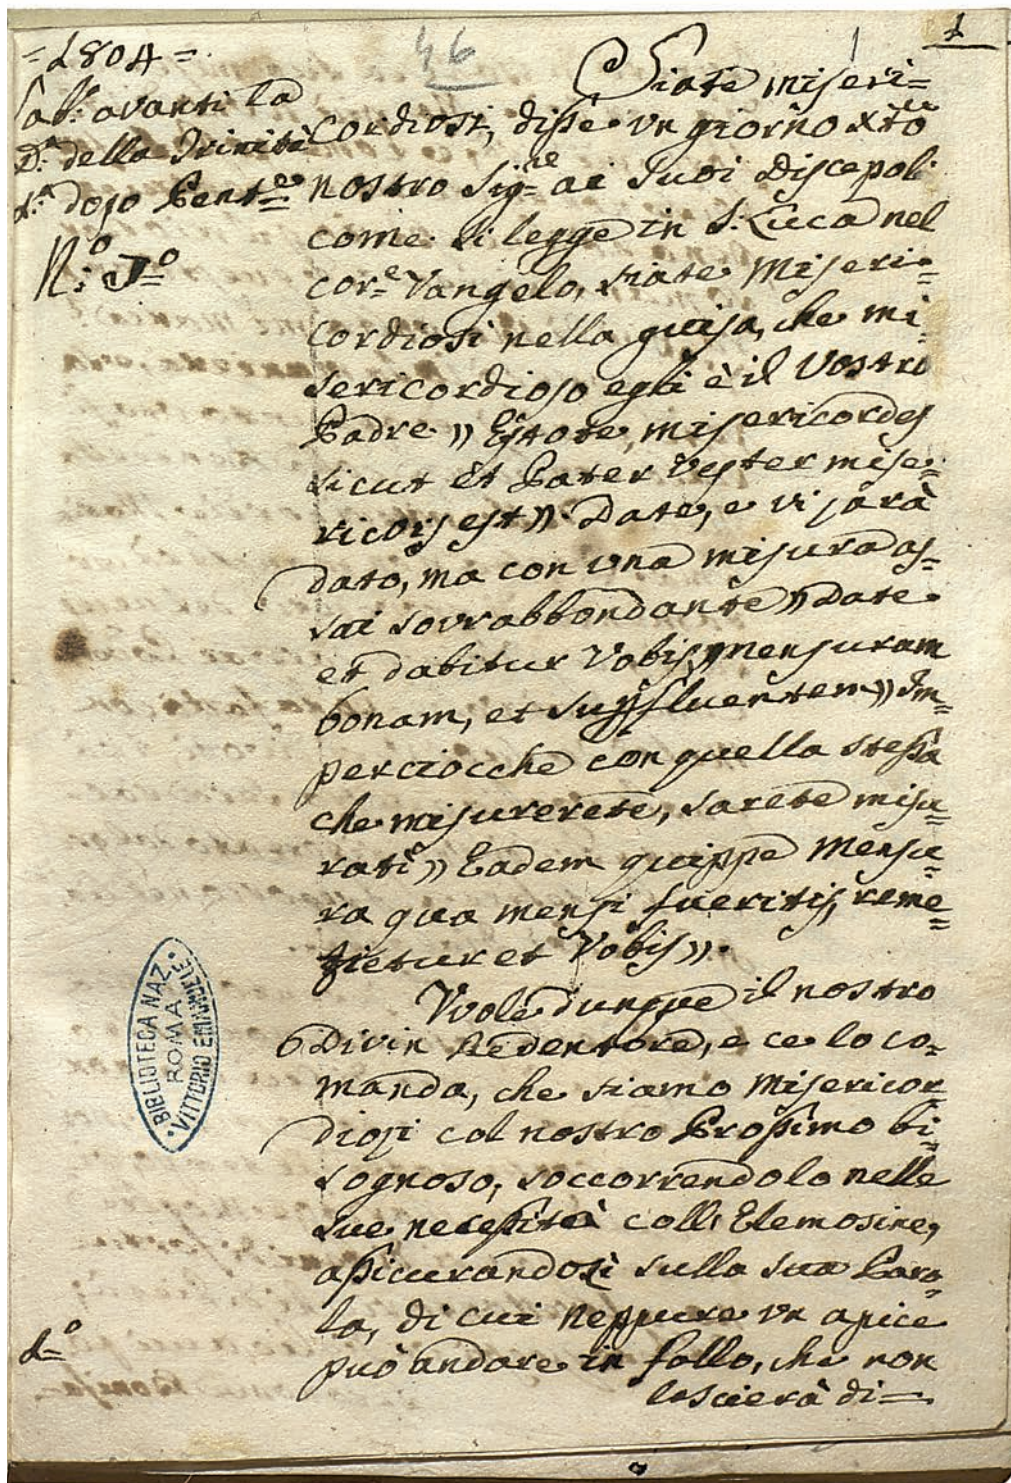 =1804=
46
1
1
Sab.º avanti la
D.ª della Trinità
1.ª dopo Pent.e
N.º I.º
Siate miseri=
cordiosi, disse un giorno Xtõ
nostro Sig.re ai suoi Discepoli
come si legge in S. Luca nel
cor.e Vangelo, siate Miseri=
cordiosi nella guisa, che mi=
sericordioso egli è il Vostro
Padre " Estote misericordes
sicut et Pater vester mise=
ricors est". Date, e vi sarà
dato, ma con una misura as=
sai sovrabbondante" Date
et dabitur Vobis" mensuram
bonam, et supfluentem" Im=
perciocche con quella stessa
che misurerete, sarete misu=
rati" Eadem quippe Mensu=
ra qua mensi fueritis, reme=
tietur et Vobis".
Vuole dunque il nostro
Divin Redentore, e ce lo co=
manda, che siamo Misericor=
diosi col nostro Prossimo bi=
sognoso, soccorrendolo nelle
sue necessità coll' Elemosine,
assicurandosi sulla sua Paro=
la, di cui neppure un apice
può andare in fallo, che non
lascierà di=
1.º
BIBLIOTECA NAZ.
ROMA
VITTORIO EMANUELE